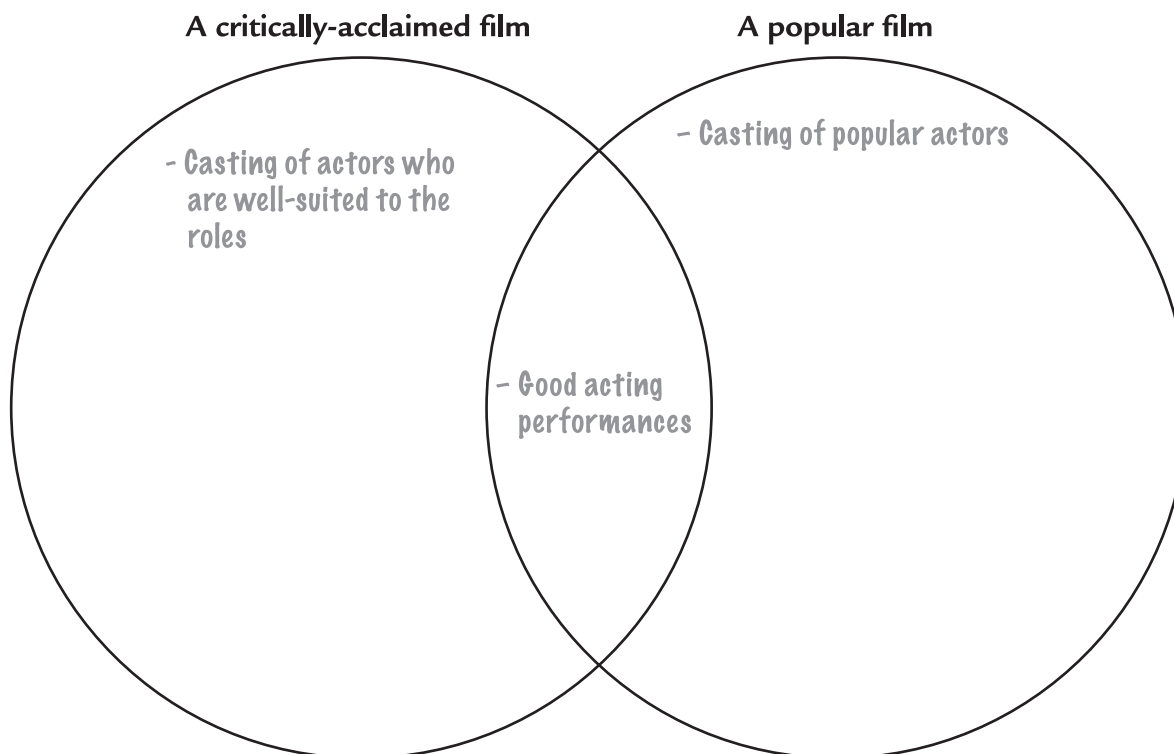 A critically-acclaimed film
A popular film
- Casting of actors who
are well-suited to the
roles
– Casting of popular actors
– Good acting
performances